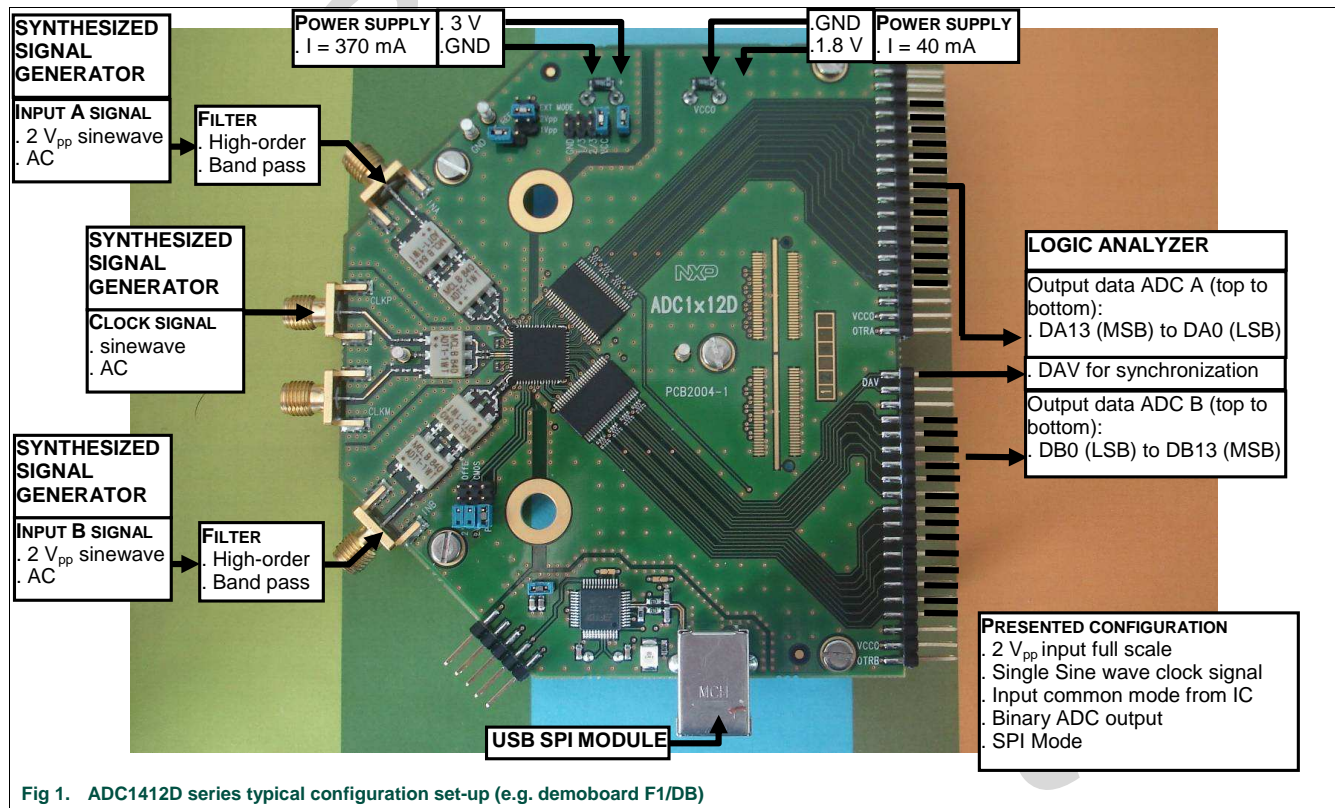 SYNTHESIZED
SIGNAL
GENERATOR
INPUT A SIGNAL
. 2 Vpp sinewave
. AC
FILTER
. High-order
. Band pass
POWER SUPPLY
. I = 370 mA
. 3 V
.GND
.GND
.1.8 V
POWER SUPPLY
. I = 40 mA
SYNTHESIZED
SIGNAL
GENERATOR
CLOCK SIGNAL
. sinewave
. AC
SYNTHESIZED
SIGNAL
GENERATOR
INPUT B SIGNAL
. 2 Vpp sinewave
. AC
FILTER
. High-order
. Band pass
LOGIC ANALYZER
Output data ADC A (top to
bottom):
. DA13 (MSB) to DA0 (LSB)
. DAV for synchronization
Output data ADC B (top to
bottom):
. DB0 (LSB) to DB13 (MSB)
PRESENTED CONFIGURATION
. 2 Vpp input full scale
. Single Sine wave clock signal
. Input common mode from IC
. Binary ADC output
. SPI Mode
USB SPI MODULE
VCCO
GND
INA
CLKP
CLKM
INB
NXP
ADC1x12D
PCB2004-1
VCCO
OTRA
DAV
VCCO
OTRB
CMOS
MCH
Fig 1. ADC1412D series typical configuration set-up (e.g. demoboard F1/DB)